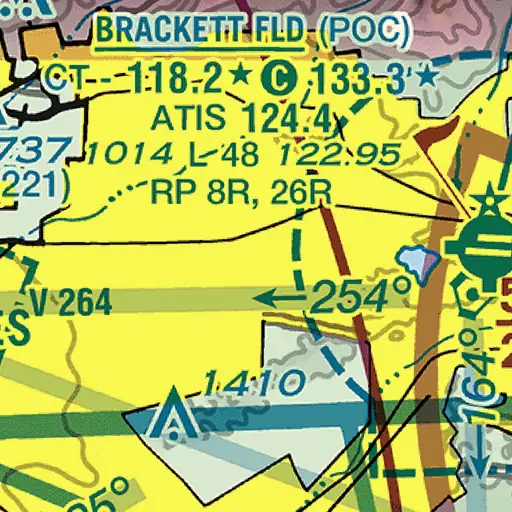 BRACKETT FLD (POC)
CT - 118.2 ★ C 133.3 ★
ATIS 124.4
737 1014 L 48 122.95
221) RP 8R, 26R
V 264
254°
ES
1410
164°